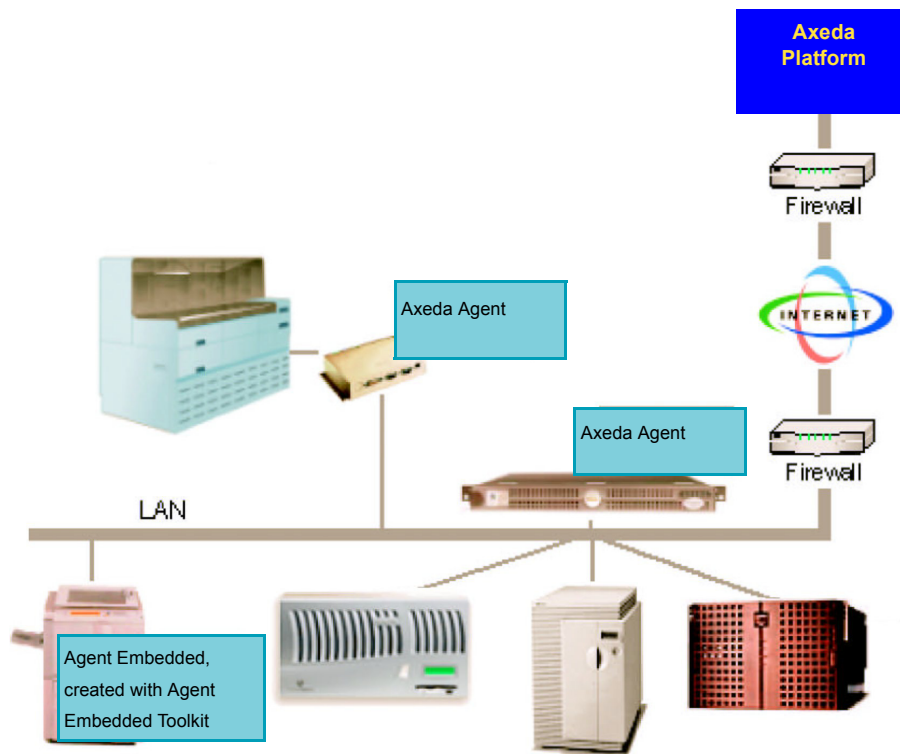 Axeda
Platform
Firewall
INTERNET
Axeda Agent
Axeda Agent
Firewall
LAN
Agent Embedded,
created with Agent
Embedded Toolkit